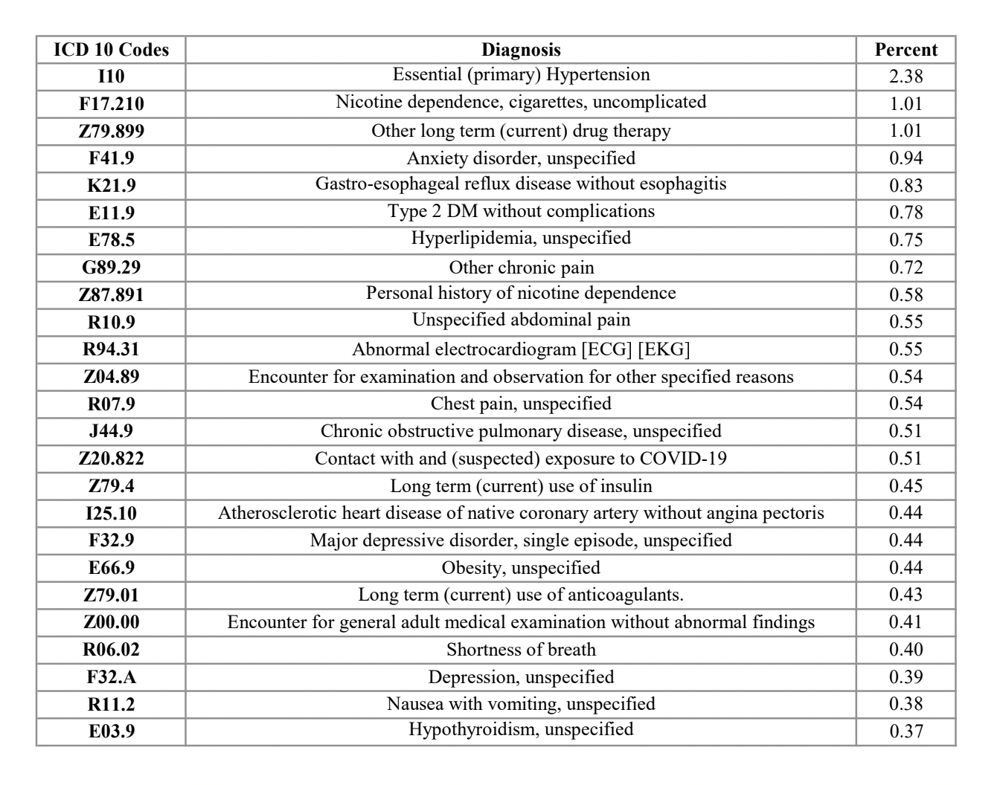 ICD 10 Codes Diagnosis Percent
I10 Essential (primary) Hypertension 2.38
F17.210 Nicotine dependence, cigarettes, uncomplicated 1.01
Z79.899 Other long term (current) drug therapy 1.01
F41.9 Anxiety disorder, unspecified 0.94
K21.9 Gastro-esophageal reflux disease without esophagitis 0.83
E11.9 Type 2 DM without complications 0.78
E78.5 Hyperlipidemia, unspecified 0.75
G89.29 Other chronic pain 0.72
Z87.891 Personal history of nicotine dependence 0.58
R10.9 Unspecified abdominal pain 0.55
R94.31 Abnormal electrocardiogram [ECG] [EKG] 0.55
Z04.89 Encounter for examination and observation for other specified reasons 0.54
R07.9 Chest pain, unspecified 0.54
J44.9 Chronic obstructive pulmonary disease, unspecified 0.51
Z20.822 Contact with and (suspected) exposure to COVID-19 0.51
Z79.4 Long term (current) use of insulin 0.45
I25.10 Atherosclerotic heart disease of native coronary artery without angina pectoris 0.44
F32.9 Major depressive disorder, single episode, unspecified 0.44
E66.9 Obesity, unspecified 0.44
Z79.01 Long term (current) use of anticoagulants. 0.43
Z00.00 Encounter for general adult medical examination without abnormal findings 0.41
R06.02 Shortness of breath 0.40
F32.A Depression, unspecified 0.39
R11.2 Nausea with vomiting, unspecified 0.38
E03.9 Hypothyroidism, unspecified 0.37